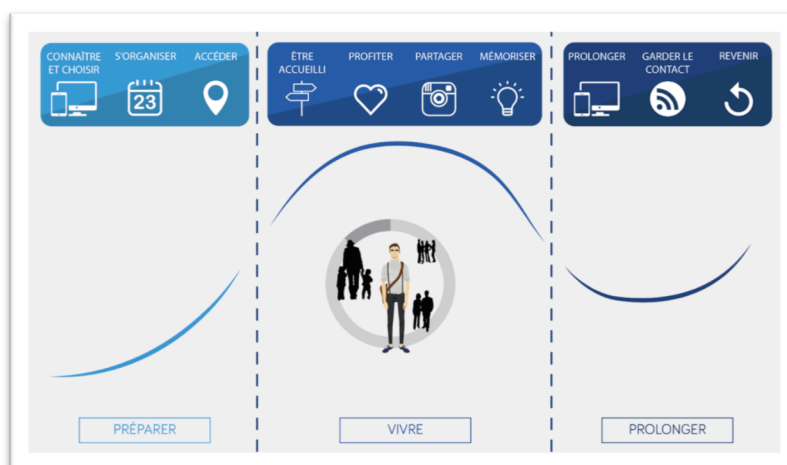 CONNAÎTRE
ET CHOISIR
S'ORGANISER
ACCÉDER
23
ÊTRE
ACCUEILLI
PROFITER
PARTAGER
MÉMORISER
PROLONGER
GARDER LE
CONTACT
REVENIR
PRÉPARER
VIVRE
PROLONGER